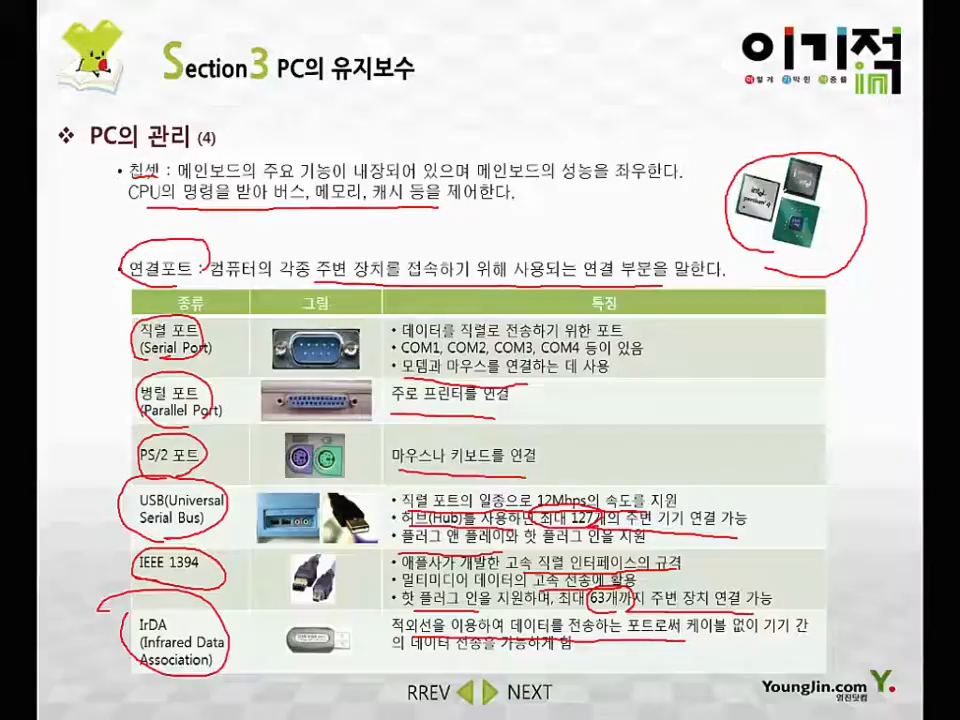 Section3 PC의 유지보수
이기적in
이렇게 기막힌 적중률
❖ PC의 관리 (4)
• 칩셋 : 메인보드의 주요 기능이 내장되어 있으며 메인보드의 성능을 좌우한다.
CPU의 명령을 받아 버스, 메모리, 캐시 등을 제어한다.
intel
pentium 4
• 연결포트 : 컴퓨터의 각종 주변 장치를 접속하기 위해 사용되는 연결 부분을 말한다.
종류 그림 특징
직렬 포트
(Serial Port)
• 데이터를 직렬로 전송하기 위한 포트
• COM1, COM2, COM3, COM4 등이 있음
• 모뎀과 마우스를 연결하는 데 사용
병렬 포트
(Parallel Port)
주로 프린터를 연결
PS/2 포트
마우스나 키보드를 연결
USB(Universal
Serial Bus)
• 직렬 포트의 일종으로 12Mbps의 속도를 지원
• 허브(Hub)를 사용하면 최대 127개의 주변 기기 연결 가능
• 플러그 앤 플레이와 핫 플러그 인을 지원
IEEE 1394
• 애플사가 개발한 고속 직렬 인터페이스의 규격
• 멀티미디어 데이터의 고속 전송에 활용
• 핫 플러그 인을 지원하며, 최대 63개까지 주변 장치 연결 가능
IrDA
(Infrared Data
Association)
적외선을 이용하여 데이터를 전송하는 포트로써 케이블 없이 기기 간
의 데이터 전송을 가능하게 함
RREV NEXT
YoungJin.com Y.
영진닷컴